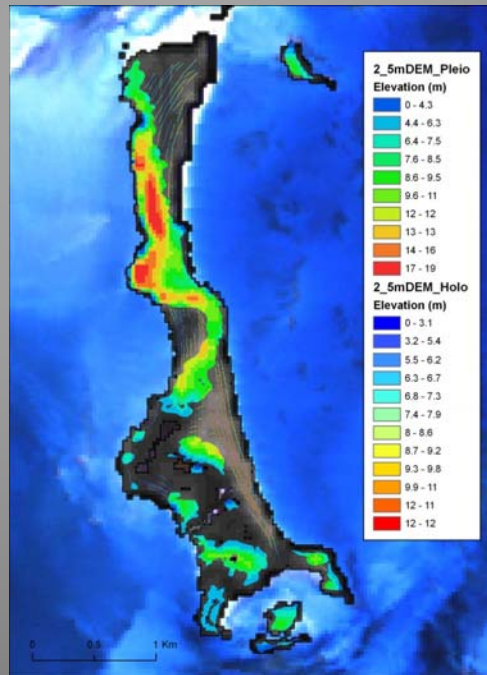 2_5mDEM_Pleio
Elevation (m)
0 - 4.3
4.4 - 6.3
6.4 - 7.5
7.6 - 8.5
8.6 - 9.5
9.6 - 11
12 - 12
13 - 13
14 - 16
17 - 19
2_5mDEM_Holo
Elevation (m)
0 - 3.1
3.2 - 5.4
5.5 - 6.2
6.3 - 6.7
6.8 - 7.3
7.4 - 7.9
8 - 8.6
8.7 - 9.2
9.3 - 9.8
9.9 - 11
12 - 11
12 - 12
0 0.5 1 Km